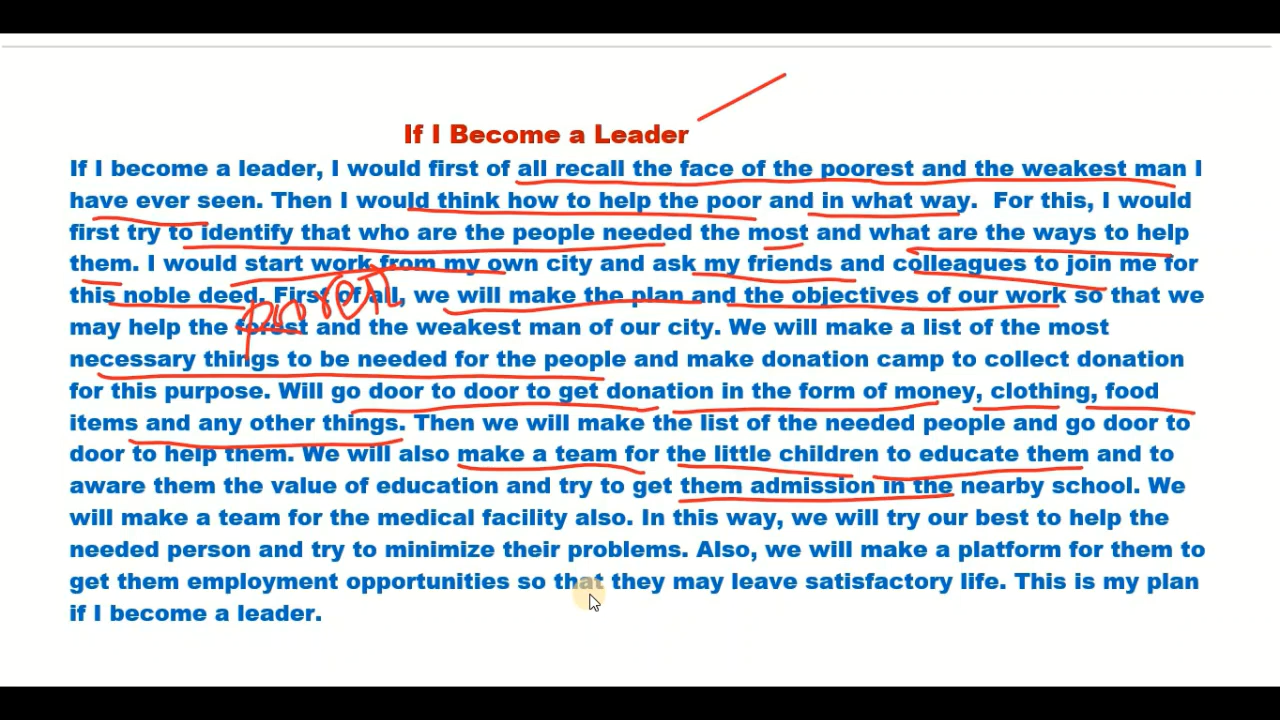 If I Become a Leader
If I become a leader, I would first of all recall the face of the poorest and the weakest man I
have ever seen. Then I would think how to help the poor and in what way. For this, I would
first try to identify that who are the people needed the most and what are the ways to help
them. I would start work from my own city and ask my friends and colleagues to join me for
this noble deed. First of all, we will make the plan and the objectives of our work so that we
poorest
may help the forest and the weakest man of our city. We will make a list of the most
necessary things to be needed for the people and make donation camp to collect donation
for this purpose. Will go door to door to get donation in the form of money, clothing, food
items and any other things. Then we will make the list of the needed people and go door to
door to help them. We will also make a team for the little children to educate them and to
aware them the value of education and try to get them admission in the nearby school. We
will make a team for the medical facility also. In this way, we will try our best to help the
needed person and try to minimize their problems. Also, we will make a platform for them to
get them employment opportunities so that they may leave satisfactory life. This is my plan
if I become a leader.